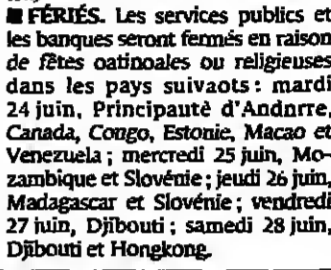 ■ FÉRIÉS. Les services publics et
les banques seront fermés en raison
de fêtes oatinoales ou religieuses
dans les pays suivaots : mardi
24 juin, Principautè d'Andnrre,
Canada, Congo, Estonie, Macao et
Venezuela ; mercredi 25 juin, Mo-
zambique et Slovénie ; jeudi 26 juin,
Madagascar et Slovénie ; vendredi
27 juin, Djibouti ; samedi 28 juin,
Djibouti et Hongkong.